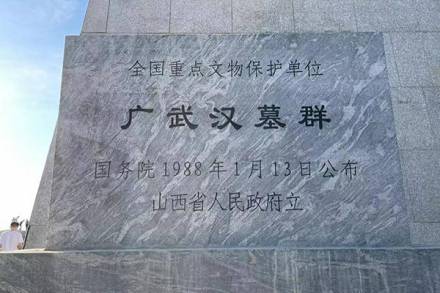 全国重点文物保护单位
广武汉墓群
国务院1988年1月13日公布
山西省人民政府立